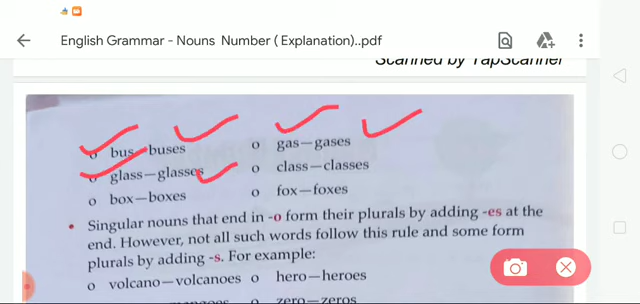 English Grammar - Nouns Number ( Explanation)..pdf
Scanned by TapScanner
o bus—buses o gas—gases
o glass—glasses o class—classes
o box—boxes o fox—foxes
• Singular nouns that end in -o form their plurals by adding -es at the
end. However, not all such words follow this rule and some form
plurals by adding -s. For example:
o volcano—volcanoes o hero—heroes
o zero—zeros